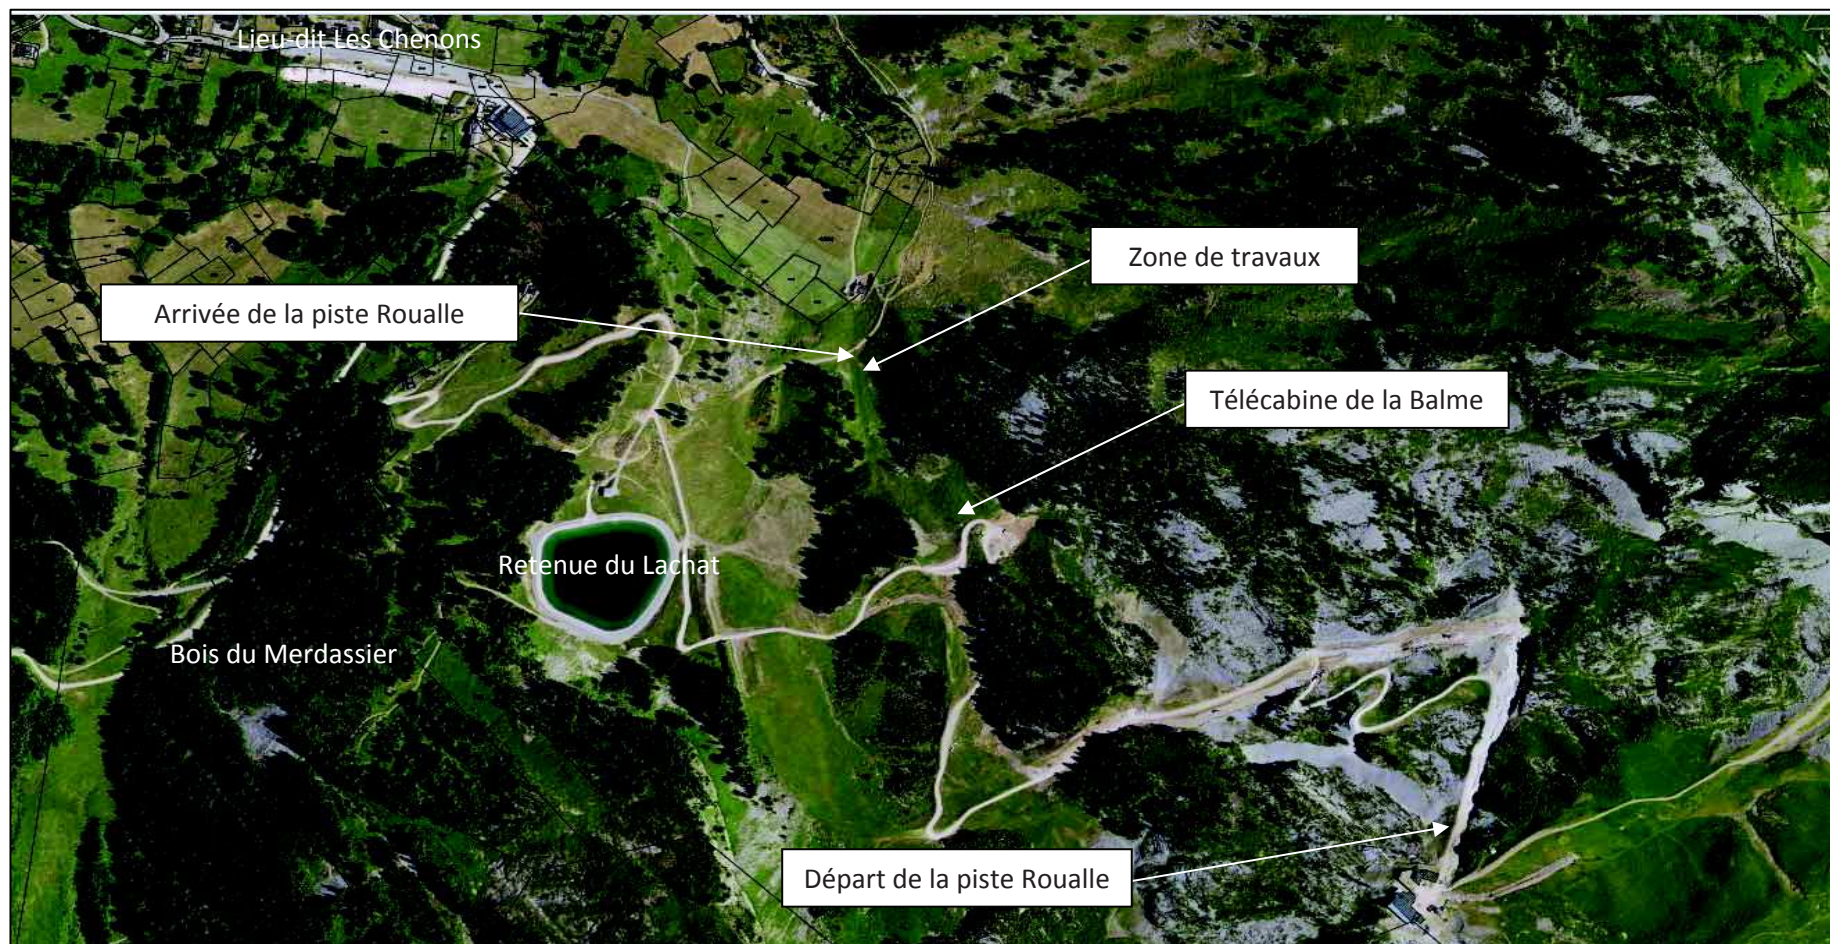 Lieu-dit Les Chenons
Zone de travaux
Arrivée de la piste Roualle
Télécabine de la Balme
Retenue du Lachat
Bois du Merdassier
Départ de la piste Roualle